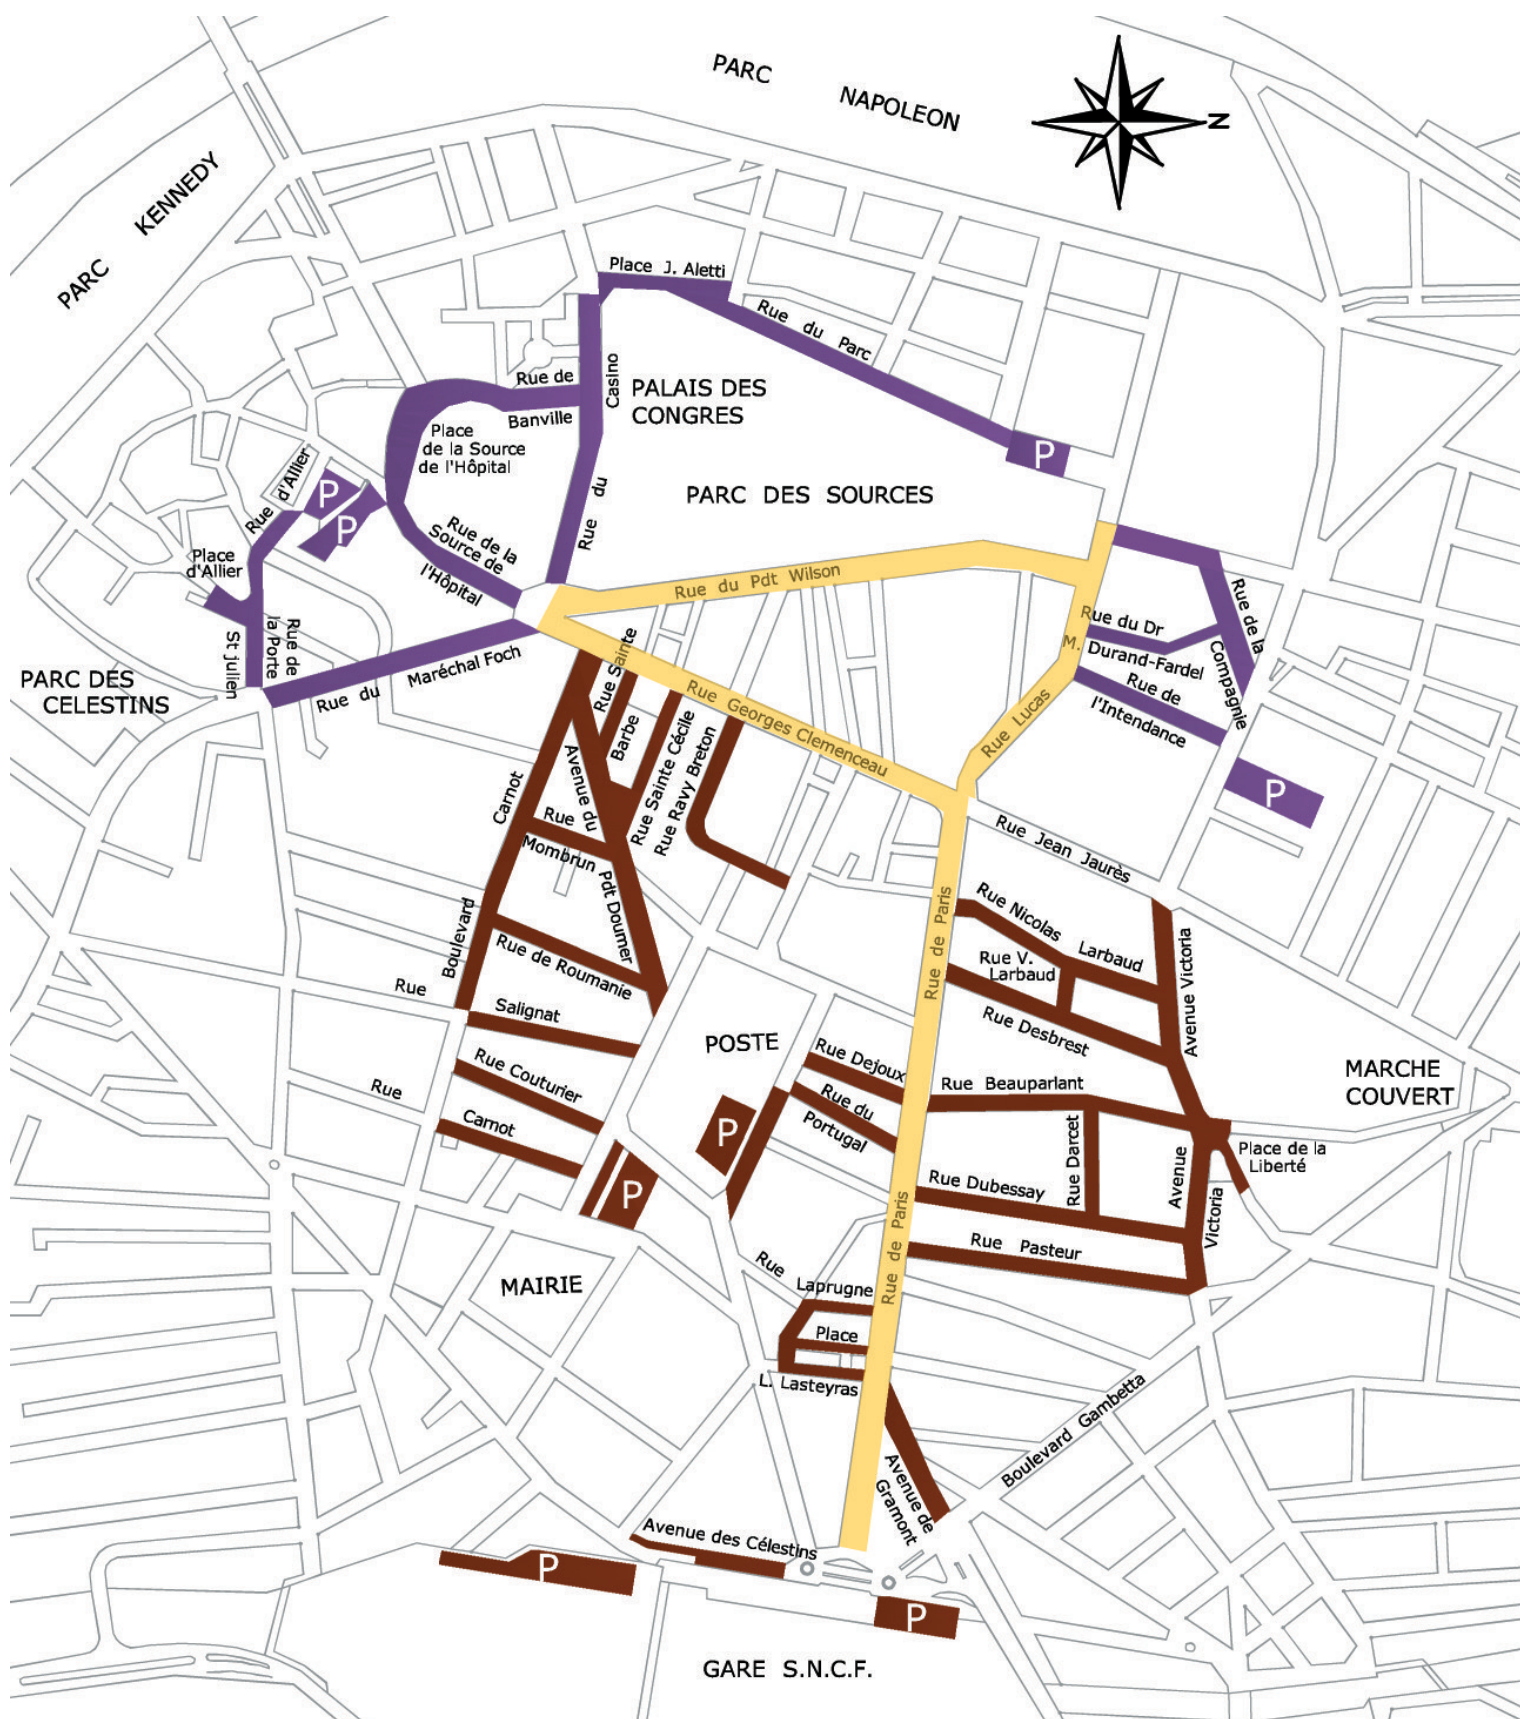 PARC
NAPOLEON
N
PARC KENNEDY
Place J. Aletti
Rue du Parc
Rue de
Banville
Casino
PALAIS DES
CONGRES
Place
de la Source
de l'Hôpital
P
PARC DES SOURCES
Rue
d'Allier
P
P
Rue du
Rue de la
Source de
l'Hôpital
Place
d'Allier
Rue du Pdt Wilson
Rue de la
Compagnie
Rue du Dr
M. Durand-Fardel
Rue de
l'Intendance
Rue de
la Porte
St julien
PARC DES
CELESTINS
Rue du Maréchal Foch
Rue Sainte
Barbe
Rue Georges Clemenceau
Rue Lucas
Rue Sainte Cécile
Rue Ravy Breton
P
Boulevard Carnot
Avenue du
Pdt Doumer
Rue
Mombrun
Rue Jean Jaurès
Rue de Roumanie
Rue de Paris
Rue Nicolas Larbaud
Rue V.
Larbaud
Avenue Victoria
Rue Salignat
Rue Desbrest
POSTE
Rue Dejoux
MARCHE
COUVERT
Rue Couturier
Rue Beauparlant
Rue Carnot
Rue du
Portugal
P
Rue Darcet
Place de la
Liberté
Avenue
Victoria
P
Rue Dubessay
Rue de Paris
Rue Pasteur
MAIRIE
Rue Laprugne
Place
L. Lasteyras
Boulevard Gambetta
Avenue de
Gramont
Avenue des Célestins
P
P
GARE S.N.C.F.